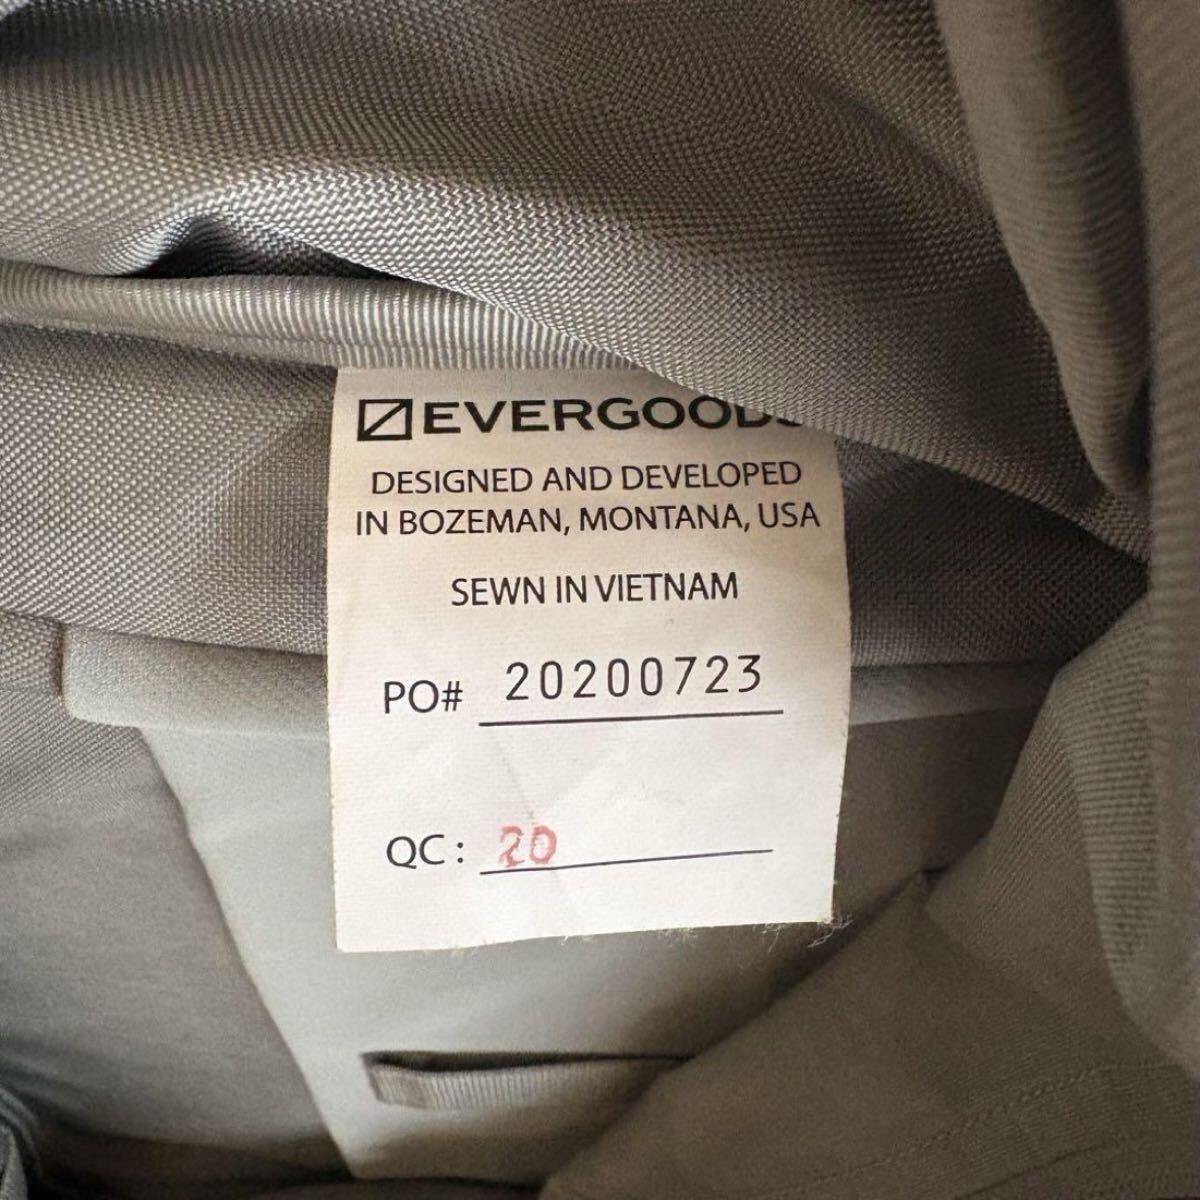 EVERGOODS
DESIGNED AND DEVELOPED
IN BOZEMAN, MONTANA, USA
SEWN IN VIETNAM
PO# 20200723
QC: 20